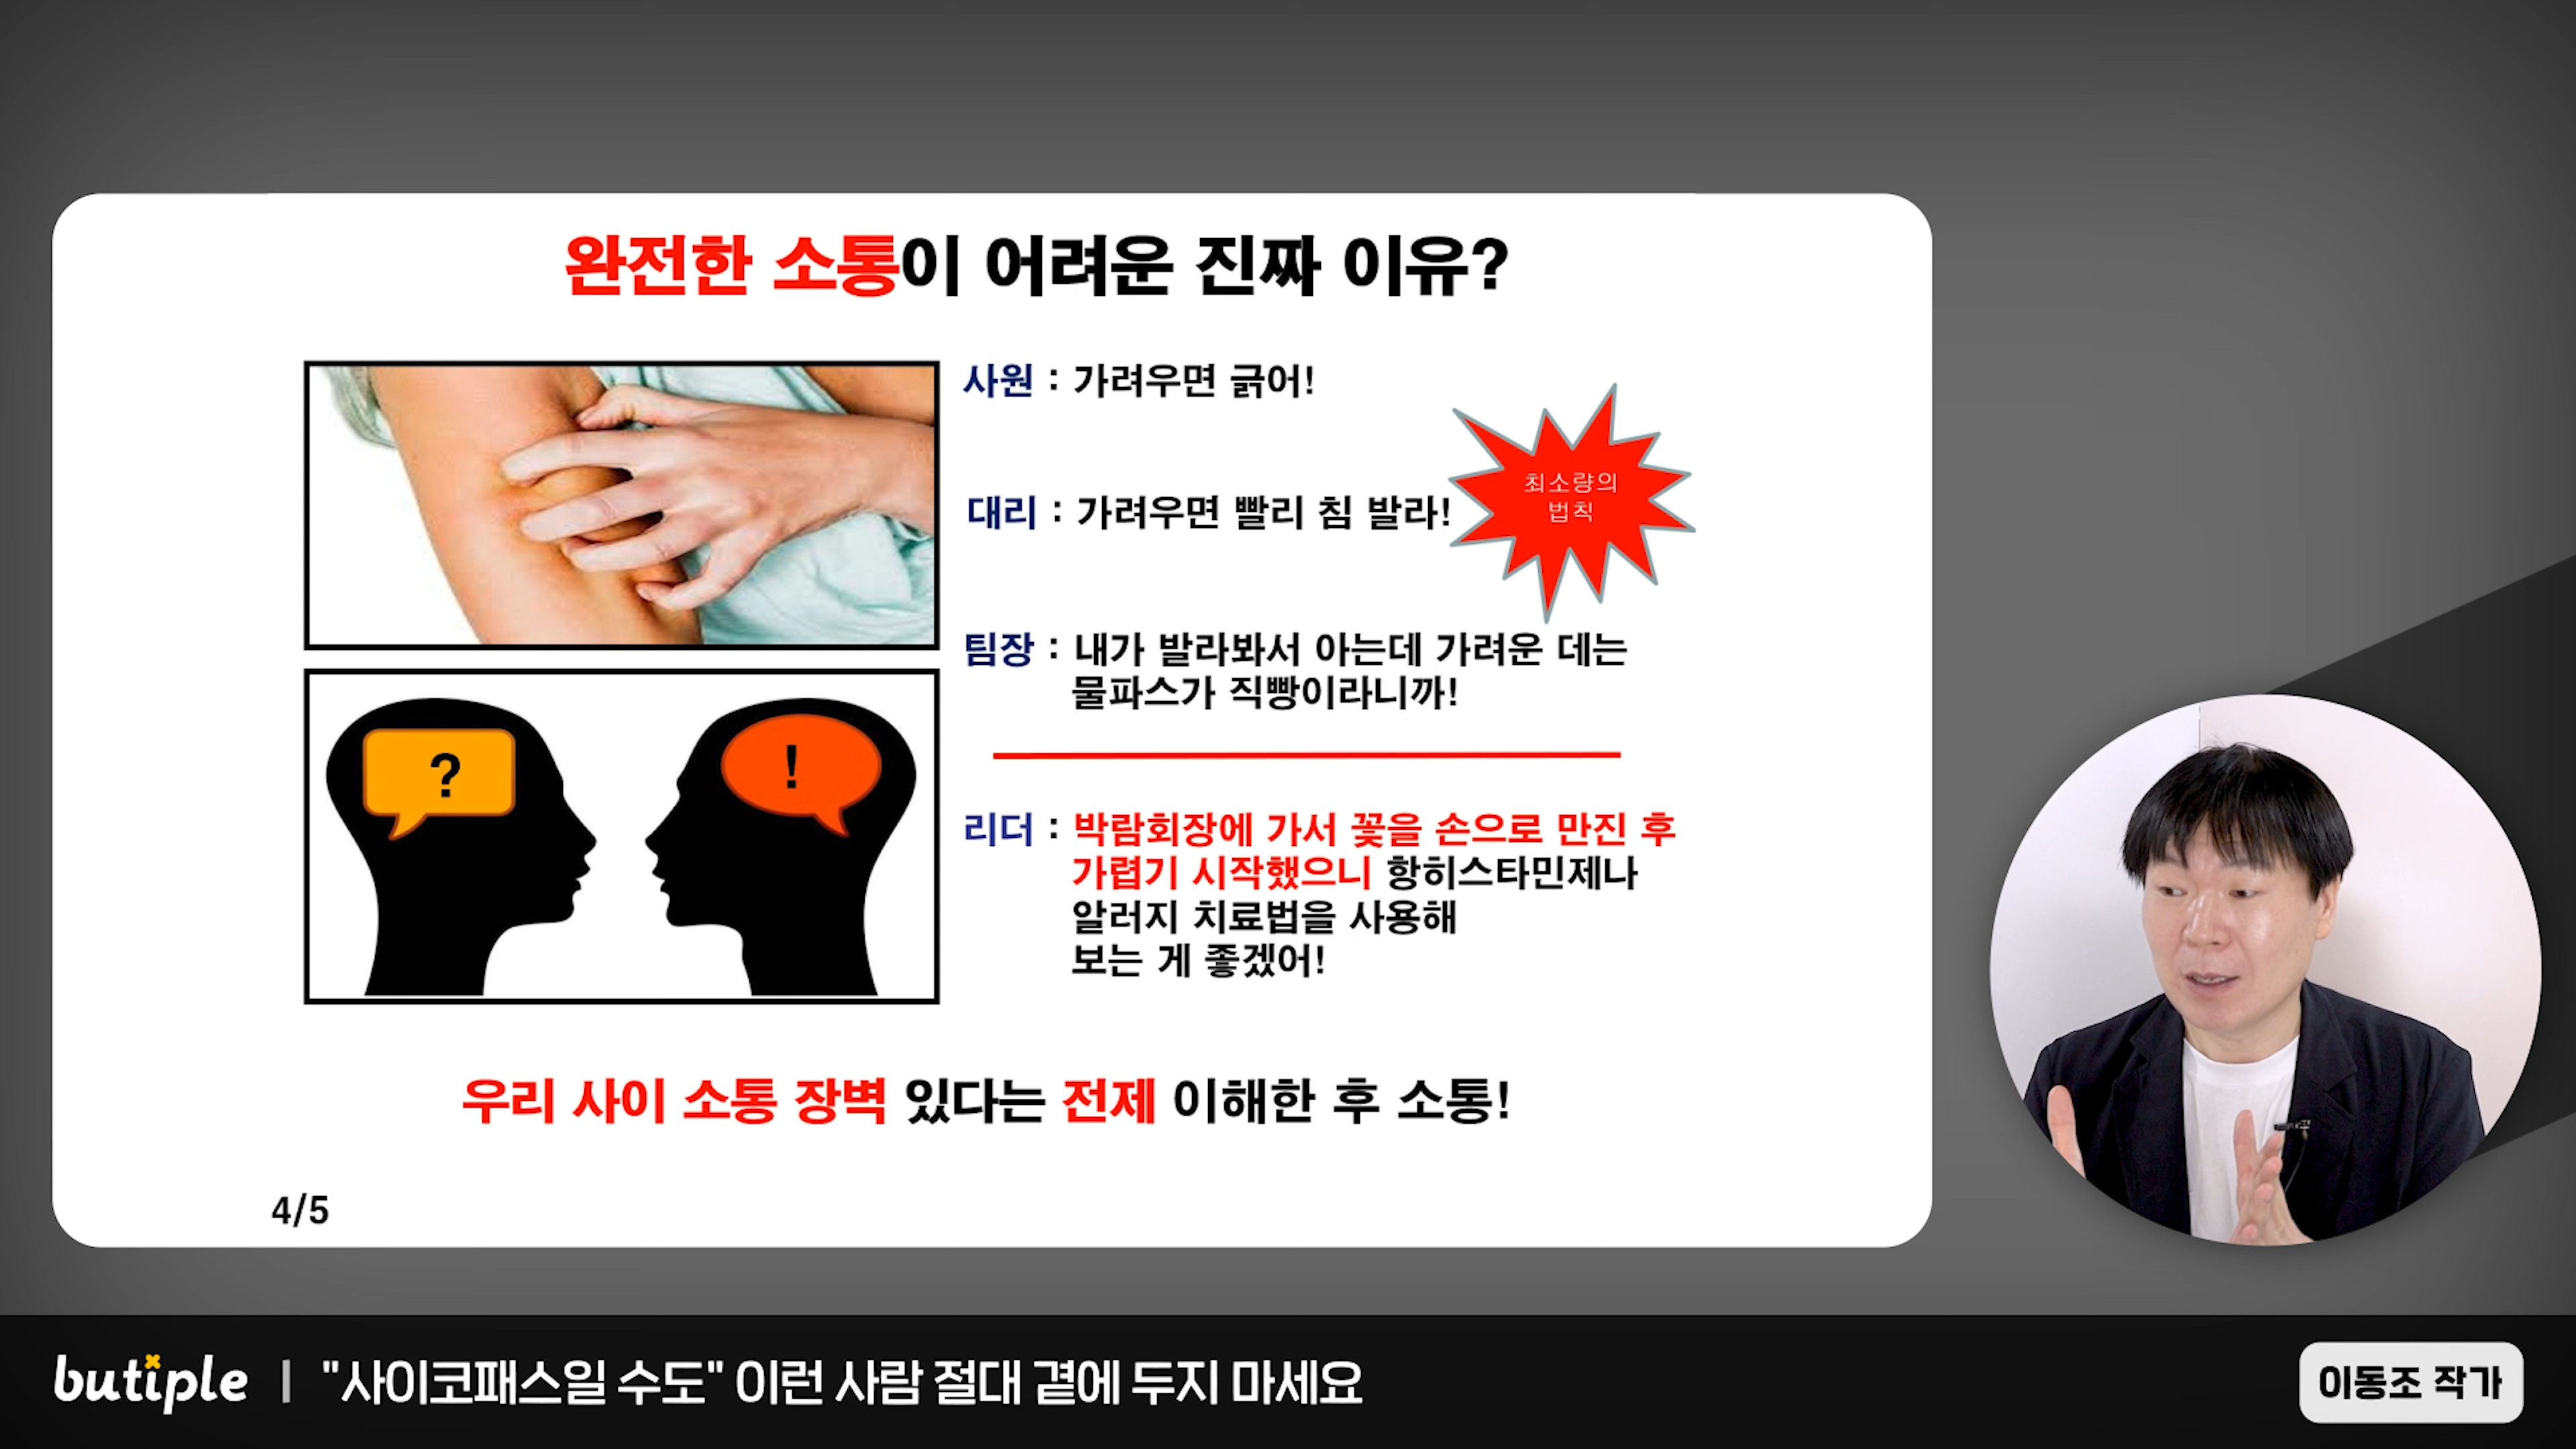 완전한 소통이 어려운 진짜 이유?
사원 : 가려우면 긁어!
최소량의
법칙
대리 : 가려우면 빨리 침 발라!
팀장 : 내가 발라봐서 아는데 가려운 데는
물파스가 직빵이라니까!
? !
리더 : 박람회장에 가서 꽃을 손으로 만진 후
가렵기 시작했으니 항히스타민제나
알러지 치료법을 사용해
보는 게 좋겠어!
우리 사이 소통 장벽 있다는 전제 이해한 후 소통!
4/5
butiple | "사이코패스일 수도" 이런 사람 절대 곁에 두지 마세요
이동조 작가